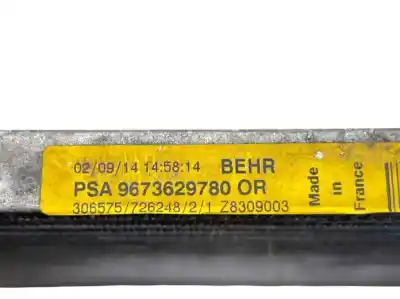 02/09/14 14:58:14 BEHR
PSA 9673629780 OR
306575/726248/2/1 Z8309003
Made
in
France